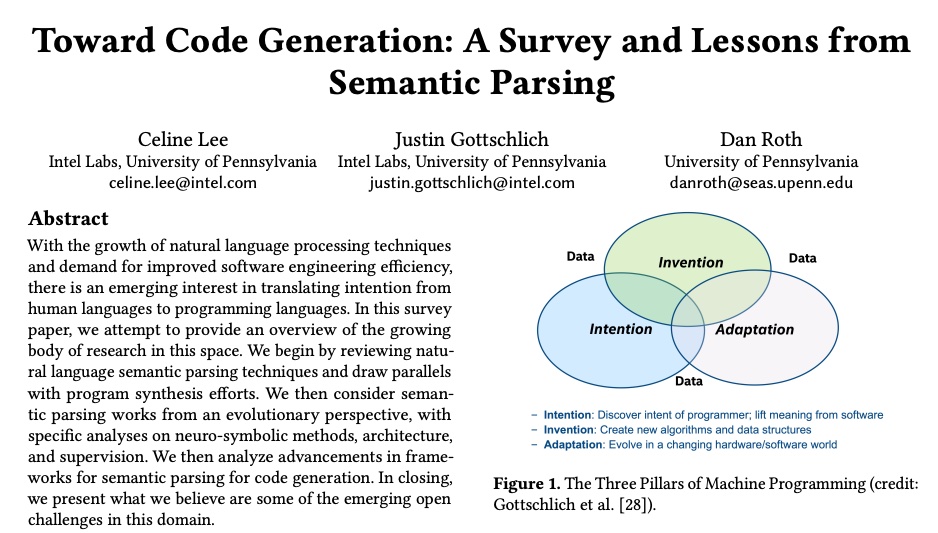 Toward Code Generation: A Survey and Lessons from
Semantic Parsing
Celine Lee
Intel Labs, University of Pennsylvania
celine.lee@intel.com
Justin Gottschlich
Intel Labs, University of Pennsylvania
justin.gottschlich@intel.com
Dan Roth
University of Pennsylvania
danroth@seas.upenn.edu
Abstract
With the growth of natural language processing techniques
and demand for improved software engineering efficiency,
there is an emerging interest in translating intention from
human languages to programming languages. In this survey
paper, we attempt to provide an overview of the growing
body of research in this space. We begin by reviewing natu-
ral language semantic parsing techniques and draw parallels
with program synthesis efforts. We then consider seman-
tic parsing works from an evolutionary perspective, with
specific analyses on neuro-symbolic methods, architecture,
and supervision. We then analyze advancements in frame-
works for semantic parsing for code generation. In closing,
we present what we believe are some of the emerging open
challenges in this domain.
Data
Invention
Data
Intention
Adaptation
Data
– Intention: Discover intent of programmer; lift meaning from software
– Invention: Create new algorithms and data structures
– Adaptation: Evolve in a changing hardware/software world
Figure 1. The Three Pillars of Machine Programming (credit:
Gottschlich et al. [28]).